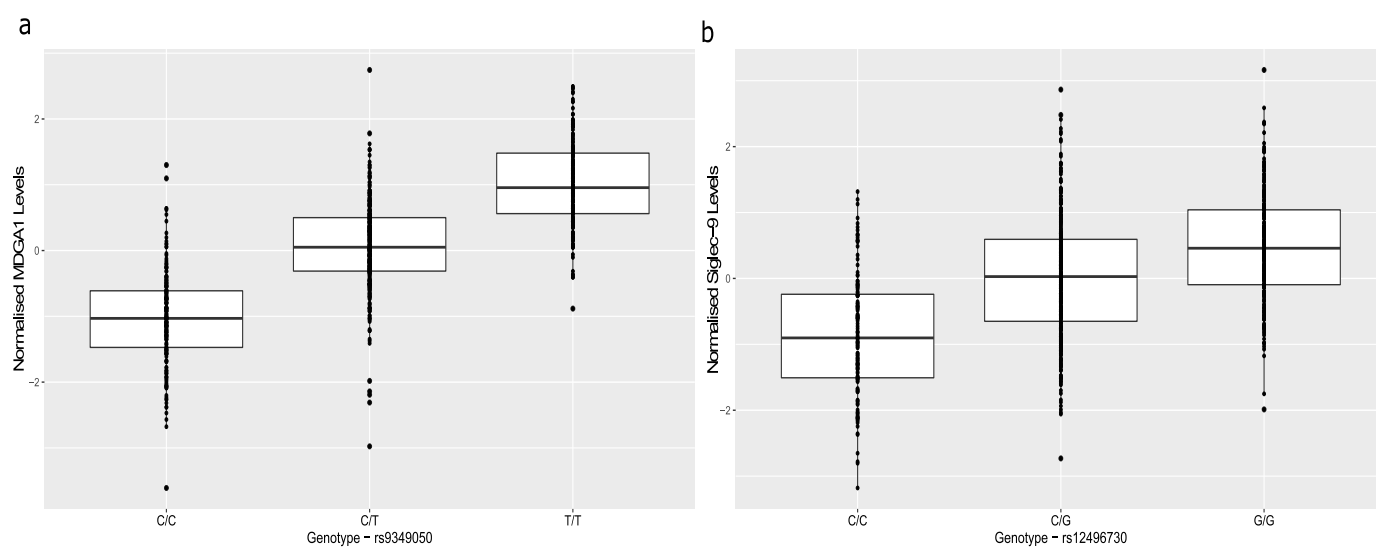 a
Normalised MDGA1 Levels
2
0
−2
C/C
C/T
T/T
Genotype − rs9349050
b
Normalised Siglec−9 Levels
2
0
−2
C/C
C/G
G/G
Genotype − rs12496730